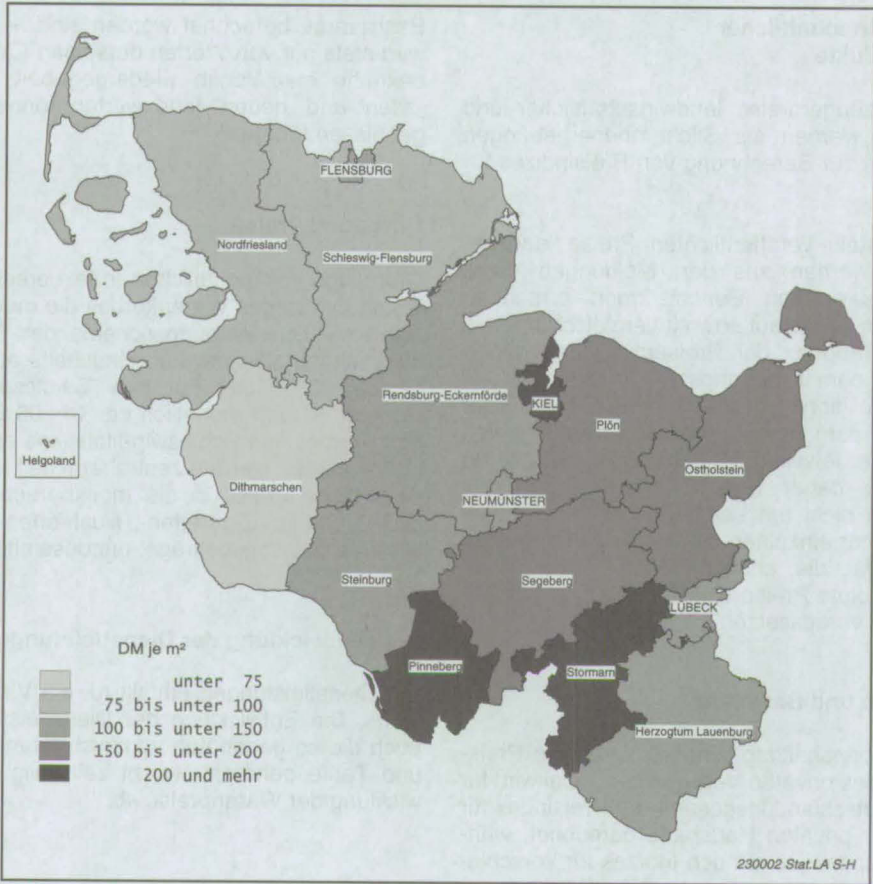 FLENSBURG
Nordfriesland
Schleswig-Flensburg
Rendsburg-Eckernförde
KIEL
Plön
Helgoland
Ostholstein
Dithmarschen
NEUMÜNSTER
Steinburg
Segeberg
LÜBECK
Pinneberg
Stormarn
Herzogtum Lauenburg
DM je m²
unter 75
75 bis unter 100
100 bis unter 150
150 bis unter 200
200 und mehr
230002 Stat.LA S-H